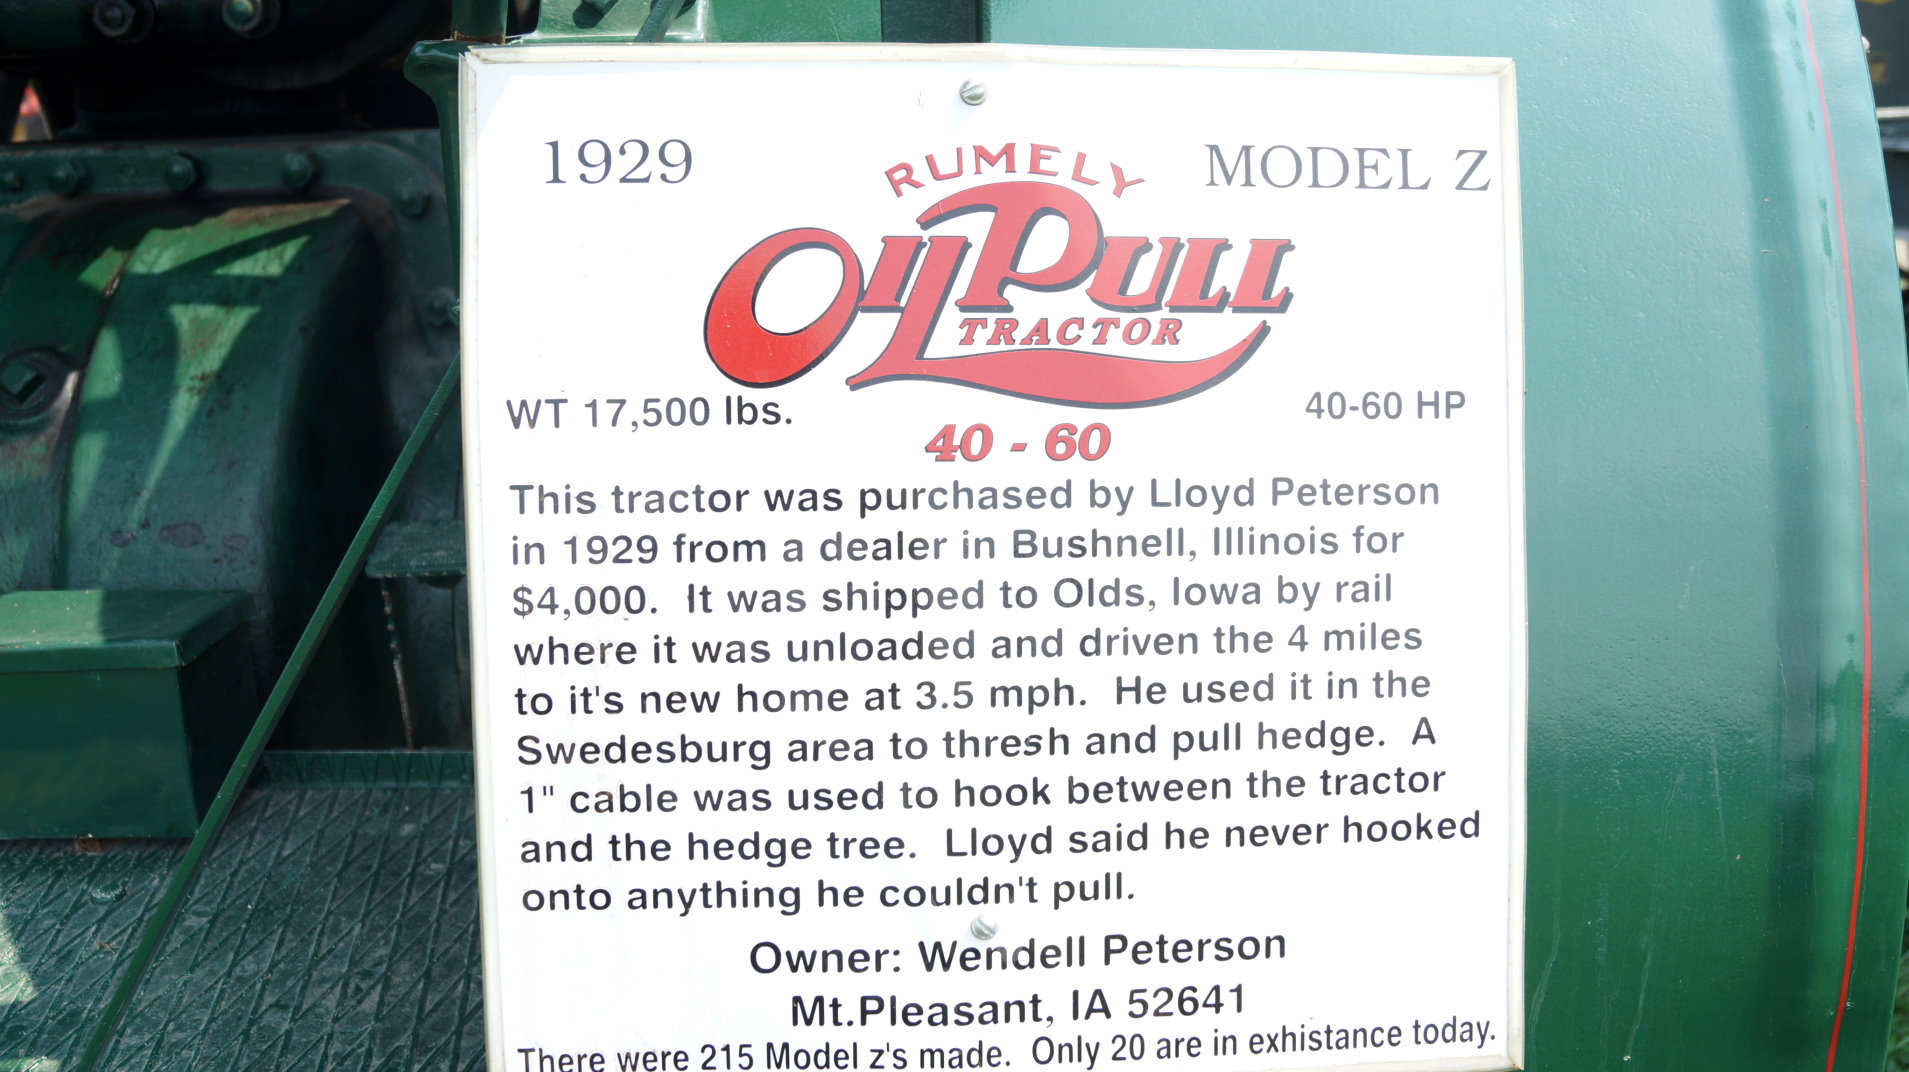 1929
RUMELY
MODEL Z
OILPULL
TRACTOR
WT 17,500 lbs.
40-60 HP
40 - 60
This tractor was purchased by Lloyd Peterson
in 1929 from a dealer in Bushnell, Illinois for
$4,000.  It was shipped to Olds, Iowa by rail
where it was unloaded and driven the 4 miles
to it's new home at 3.5 mph.  He used it in the
Swedesburg area to thresh and pull hedge.  A
1" cable was used to hook between the tractor
and the hedge tree.  Lloyd said he never hooked
onto anything he couldn't pull.
Owner: Wendell Peterson
Mt.Pleasant, IA 52641
There were 215 Model z's made.  Only 20 are in exhistance today.